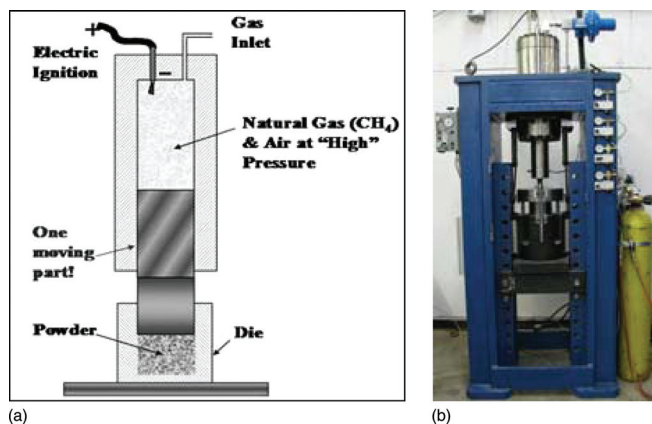 Electric
Ignition
Gas
Inlet
Natural Gas (CH₄)
& Air at “High”
Pressure
One
moving
part!
Powder
Die
(a)
(b)